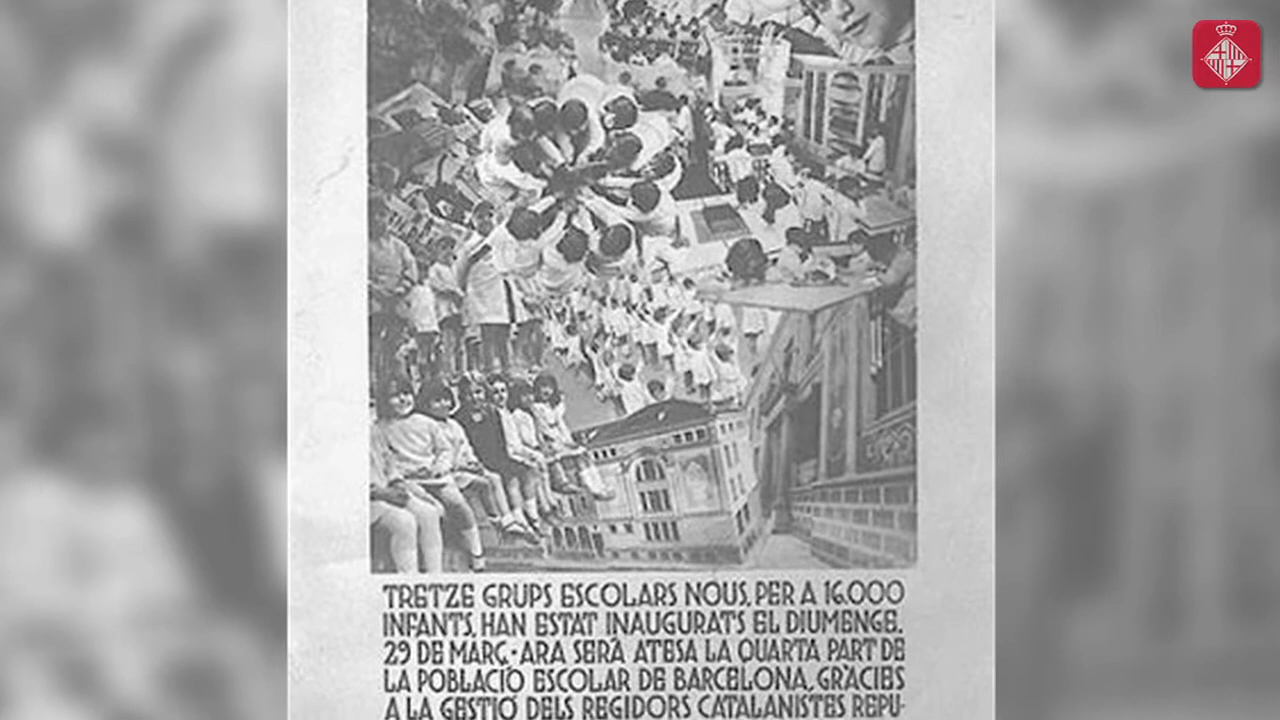 TRETZE GRUPS ESCOLARS NOUS, PER A 16.000
INFANTS, HAN ESTAT INAUGURATS EL DIUMENGE,
29 DE MARÇ · ARA SERÀ ATESA LA QUARTA PART DE
LA POBLACIÓ ESCOLAR DE BARCELONA, GRÀCIES
A LA GESTIÓ DELS REGIDORS CATALANISTES REPU-